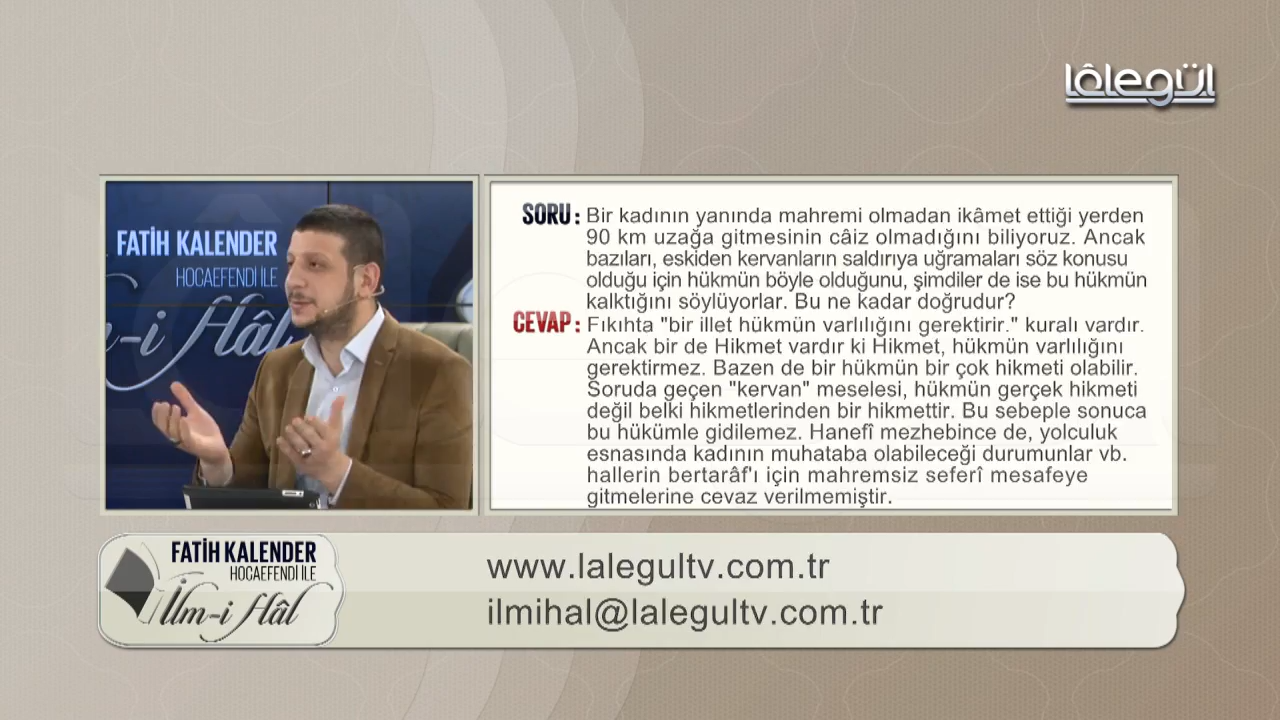 lâlegül
FATİH KALENDER
HOCAEFENDİ İLE
-i Hâl
SORU : Bir kadının yanında mahremi olmadan ikâmet ettiği yerden
90 km uzağa gitmesinin câiz olmadığını biliyoruz. Ancak
bazıları, eskiden kervanların saldırıya uğramaları söz konusu
olduğu için hükmün böyle olduğunu, şimdiler de ise bu hükmün
kalktığını söylüyorlar. Bu ne kadar doğrudur?
CEVAP : Fıkıhta "bir illet hükmün varlılığını gerektirir." kuralı vardır.
Ancak bir de Hikmet vardır ki Hikmet, hükmün varlılığını
gerektirmez. Bazen de bir hükmün bir çok hikmeti olabilir.
Soruda geçen "kervan" meselesi, hükmün gerçek hikmeti
değil belki hikmetlerinden bir hikmettir. Bu sebeple sonuca
bu hükümle gidilemez. Hanefî mezhebince de, yolculuk
esnasında kadının muhataba olabileceği durumunlar vb.
hallerin bertarâf'ı için mahremsiz seferî mesafeye
gitmelerine cevaz verilmemiştir.
FATİH KALENDER
HOCAEFENDİ İLE
İlm-i Hâl
www.lalegultv.com.tr
ilmihal@lalegultv.com.tr